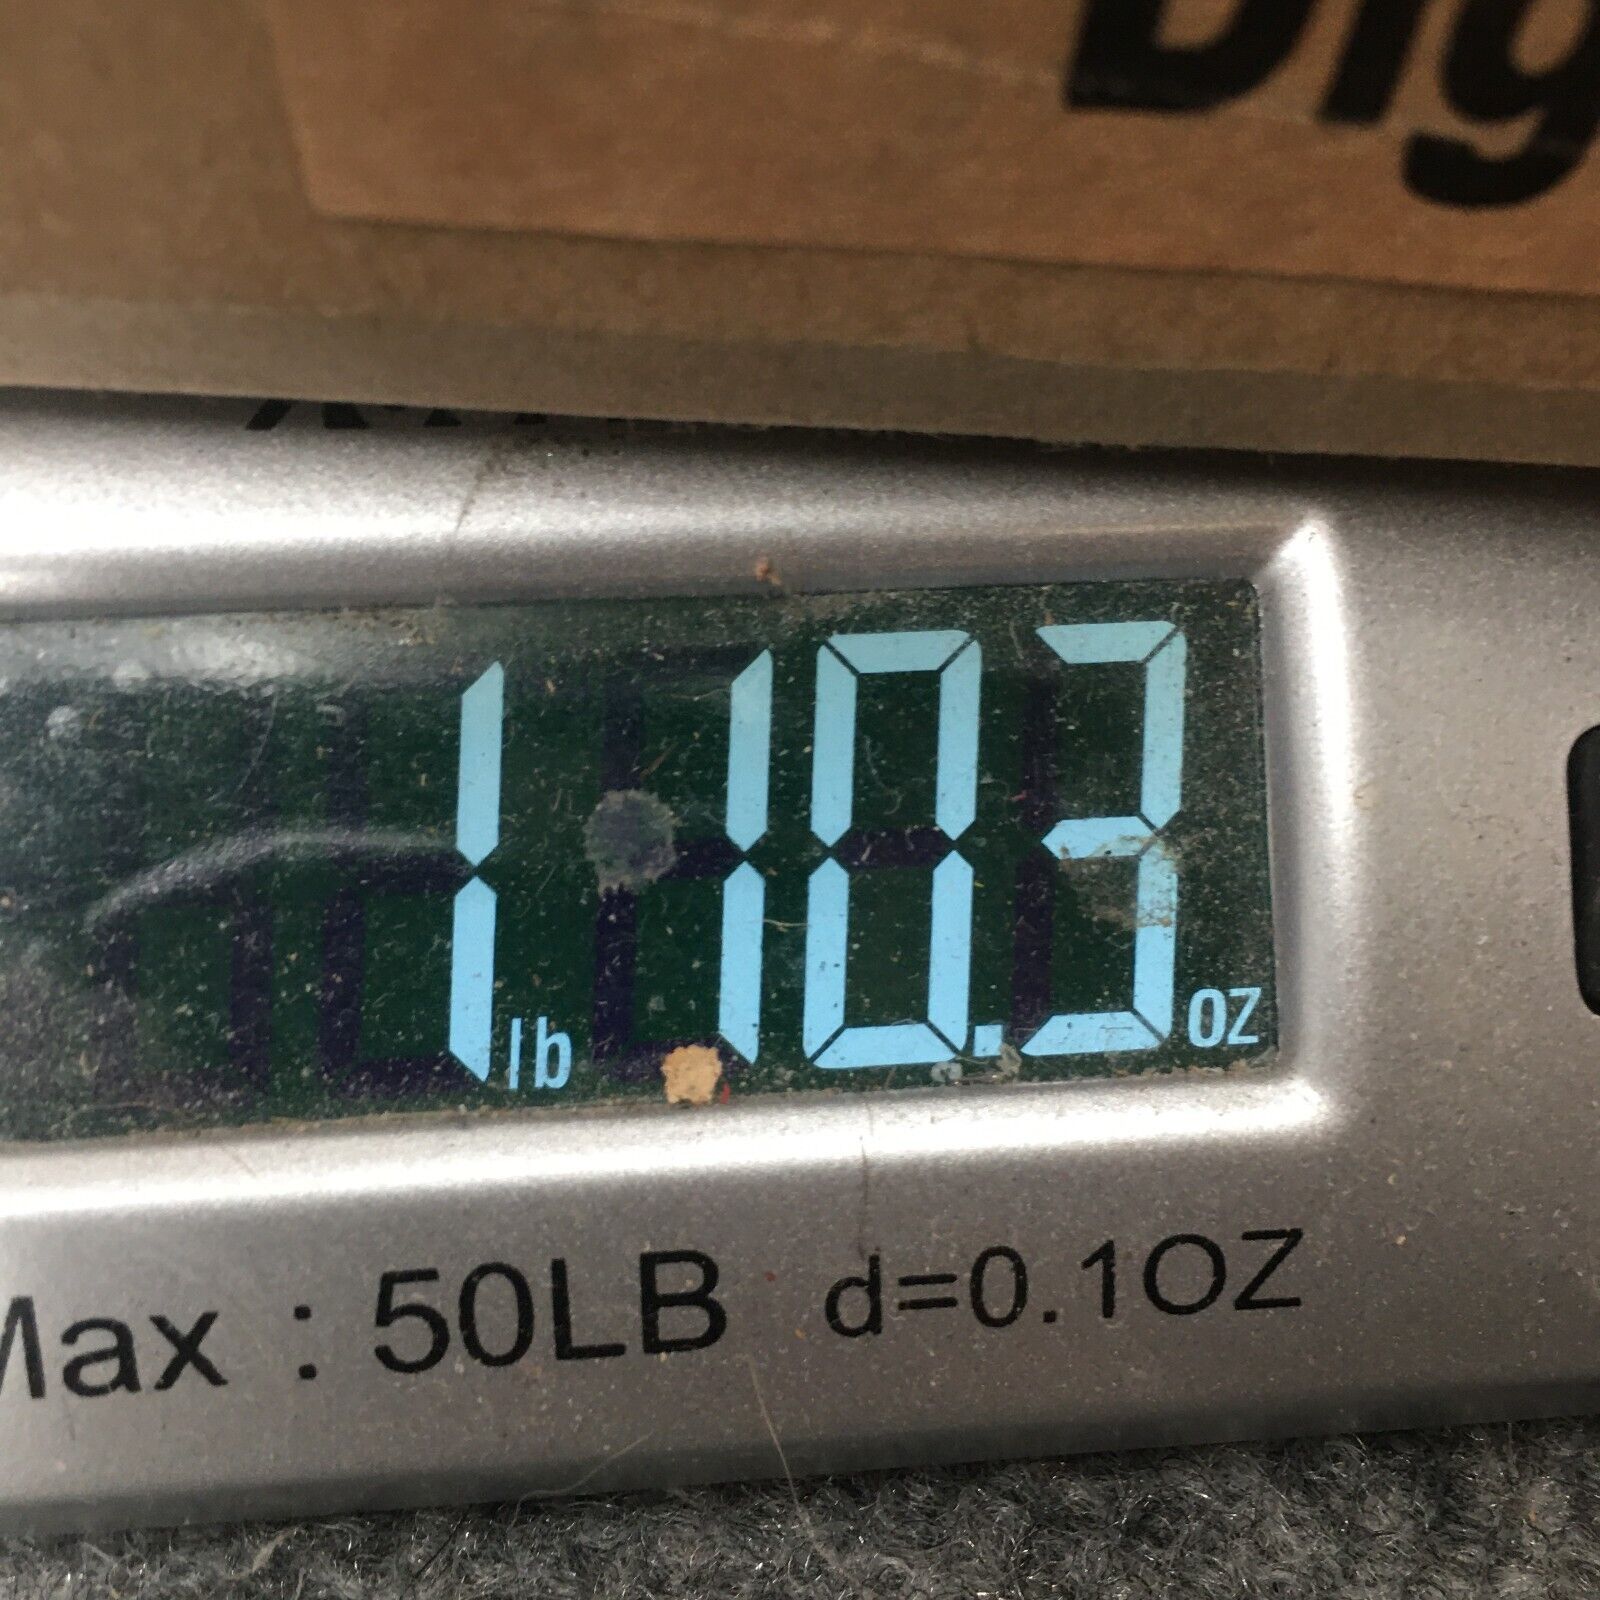 Dig
1 lb 10.3 oz
Max : 50LB d=0.1OZ